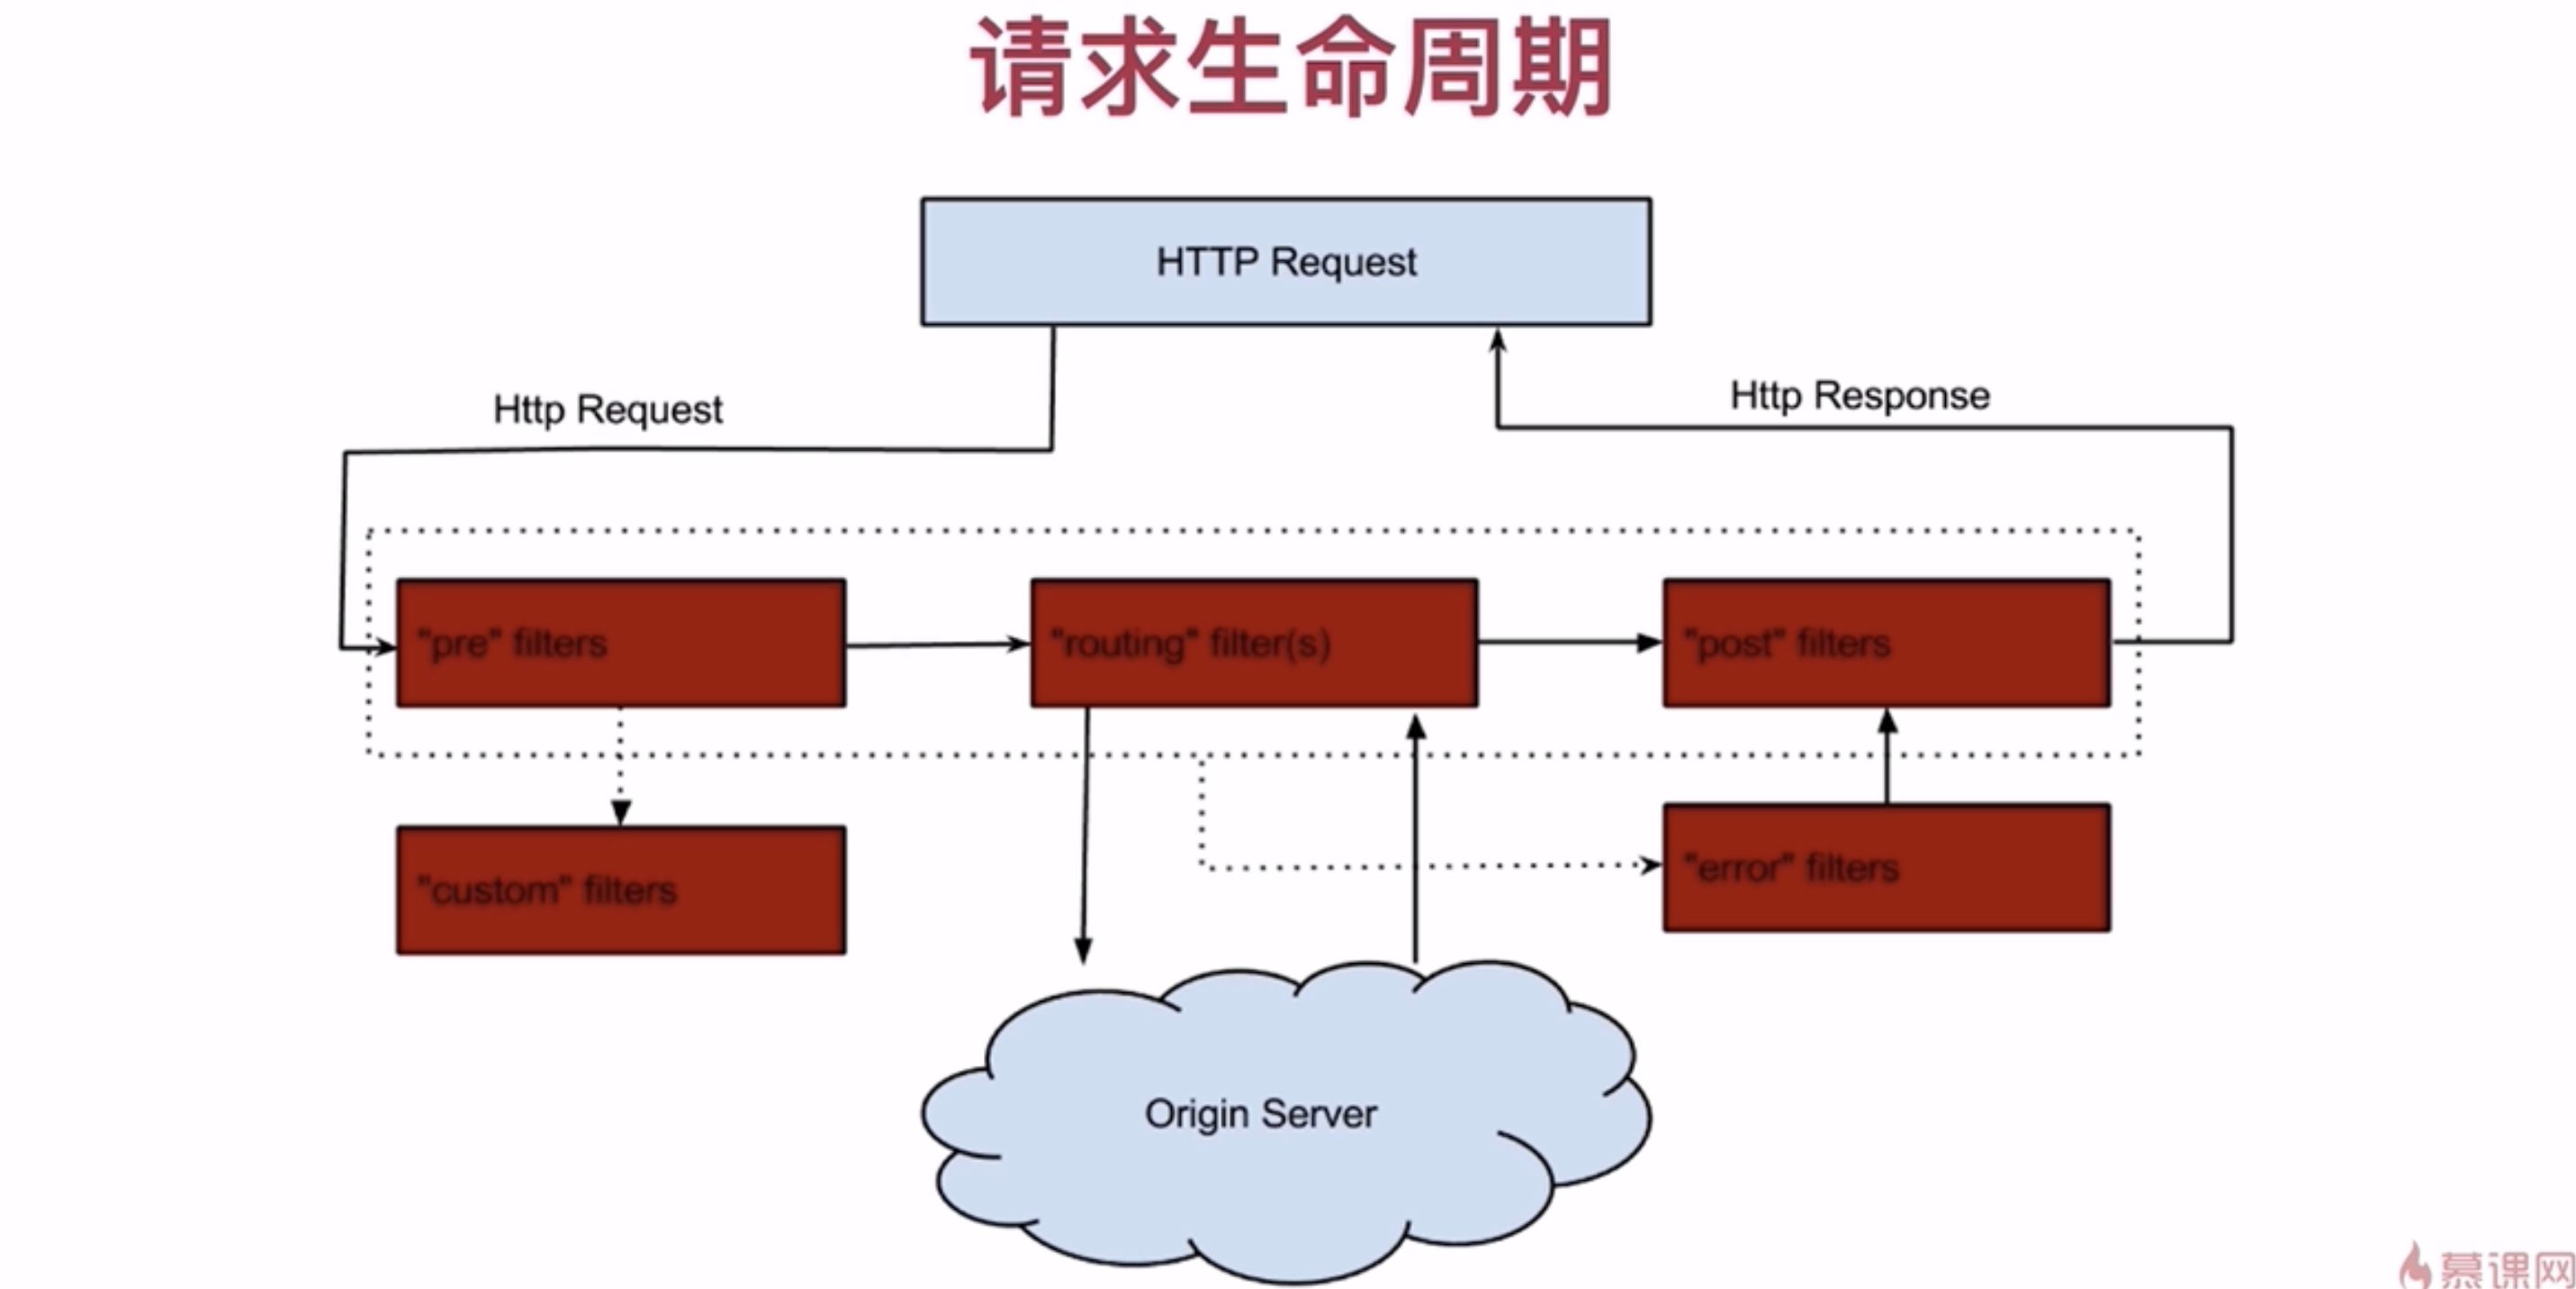 请求生命周期
HTTP Request
Http Request
Http Response
"pre" filters
"routing" filter(s)
"post" filters
"custom" filters
"error" filters
Origin Server
慕课网